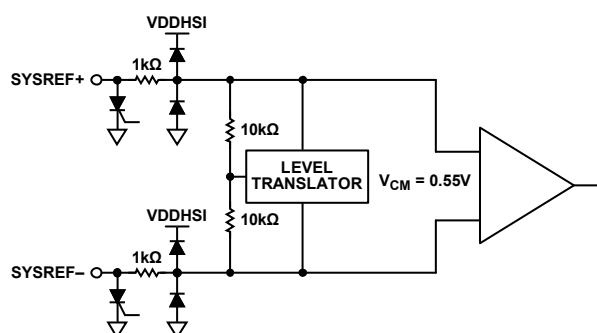 VDDHSI
1kΩ
SYSREF+
10kΩ
LEVEL
TRANSLATOR
VCM = 0.55V
VDDHSI
10kΩ
1kΩ
SYSREF–